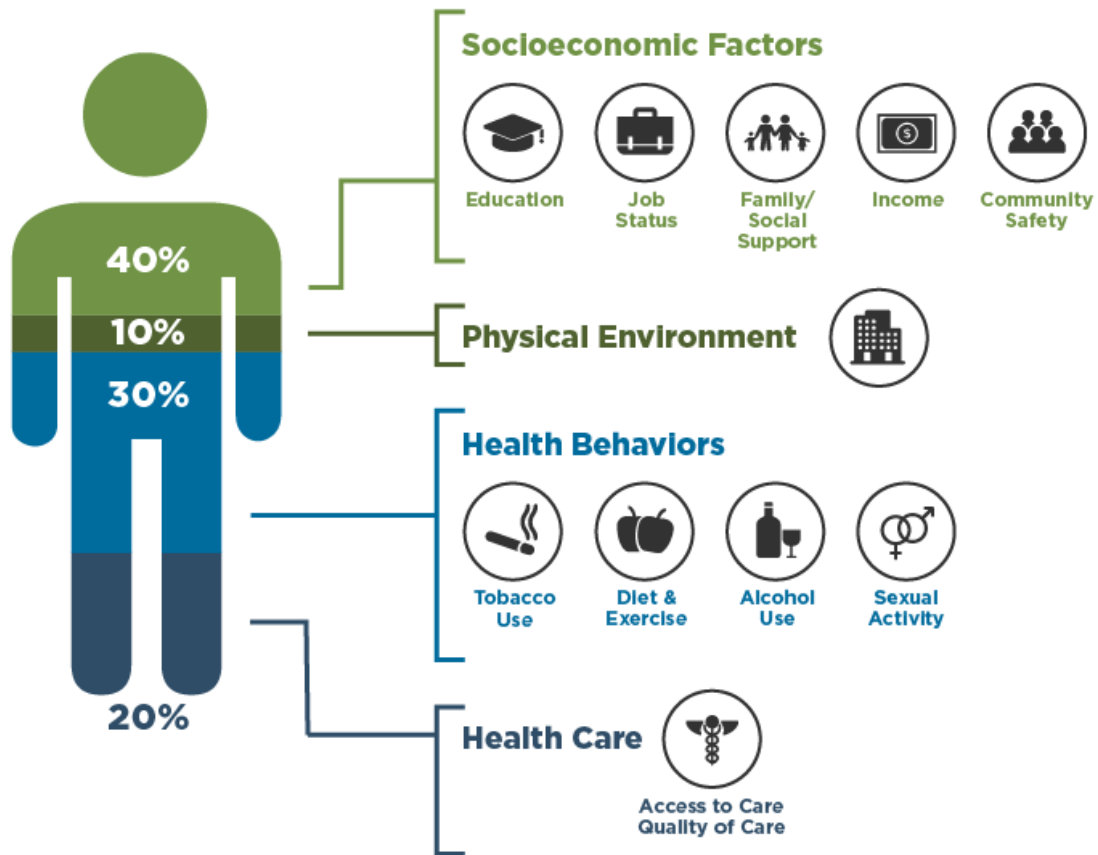 Socioeconomic Factors
$
Education
Job
Status
Family/
Social
Support
Income
Community
Safety
40%
10%
Physical Environment
30%
Health Behaviors
Tobacco
Use
Diet &
Exercise
Alcohol
Use
Sexual
Activity
20%
Health Care
Access to Care
Quality of Care